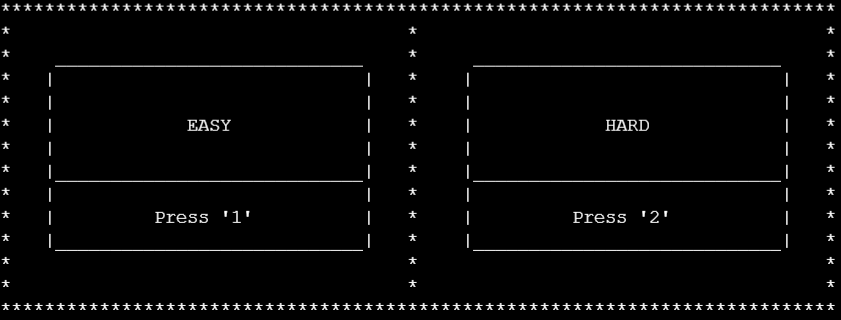 EASY
HARD
Press '1'
Press '2'